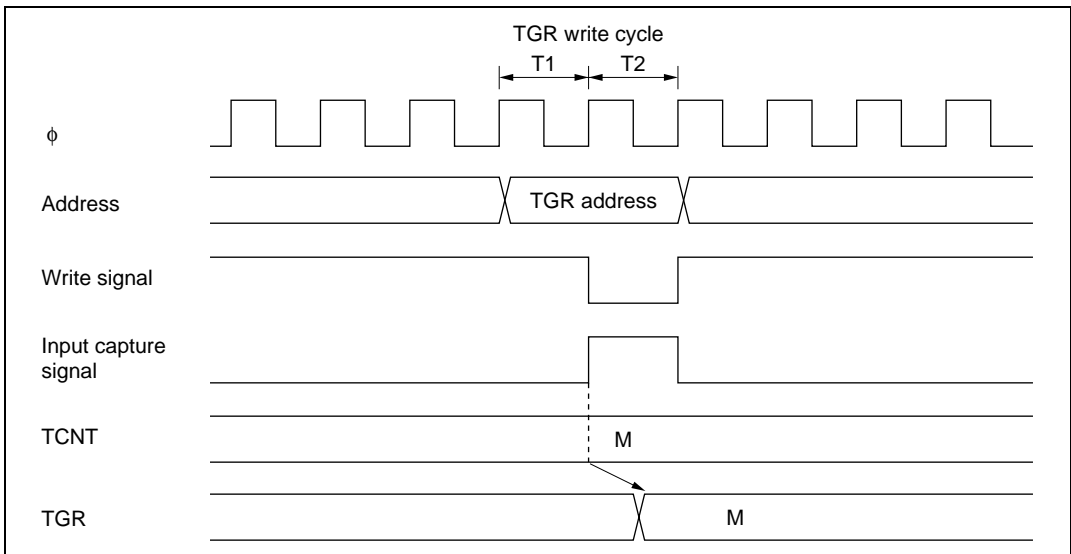 TGR write cycle
T1 T2
ϕ
Address TGR address
Write signal
Input capture
signal
TCNT M
TGR M